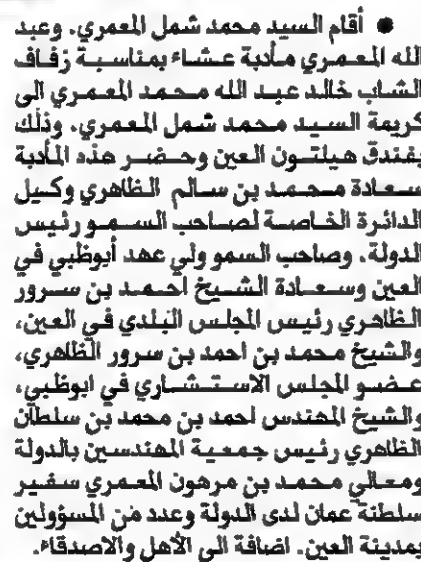 ● أقام السيد محمد شمل المعمري. وعبد
الله المعمري مأدبة عشاء بمناسبة زفاف
الشاب خالد عبد الله محمد المعمري الى
كريمة السيد محمد شمل المعمري. وذلك
بفندق هيلتون العين وحضر هذه المأدبة
سعادة محمد بن سالم الظاهري وكيل
الدائرة الخاصة لصاحب السمو رئيس
الدولة. وصاحب السمو ولي عهد أبوظبي في
العين وسعادة الشيخ احمد بن سرور
الظاهري رئيس المجلس البلدي في العين،
والشيخ محمد بن احمد بن سرور الظاهري،
عضو المجلس الاستشاري في ابوظبي،
والشيخ المهندس احمد بن محمد بن سلطان
الظاهري رئيس جمعية المهندسين بالدولة
ومعالي محمد بن مرهون المعمري سفير
سلطنة عمان لدى الدولة وعدد من المسؤولين
بمدينة العين. اضافة الى الأهل والاصدقاء.